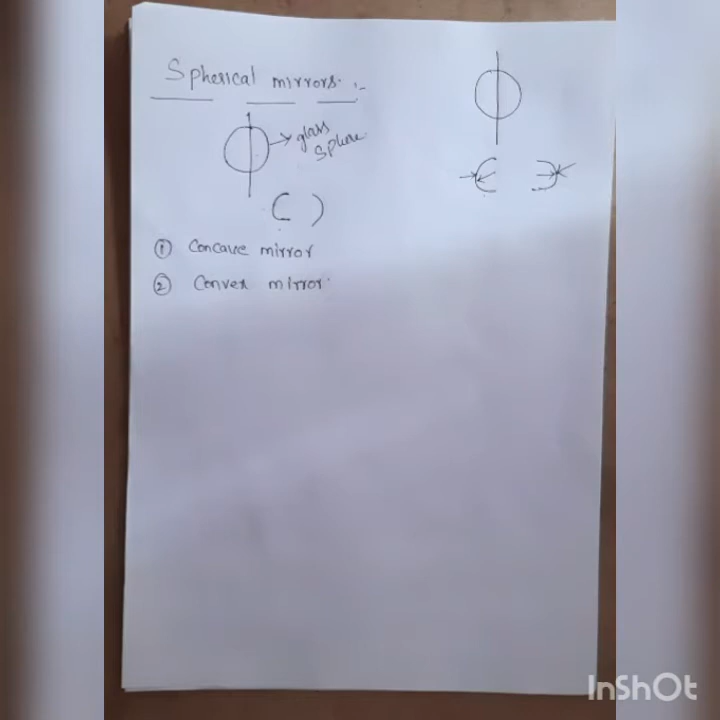 Spherical mirrors :-
glass
sphere
① Concave mirror
② Convex mirror.
InShOt